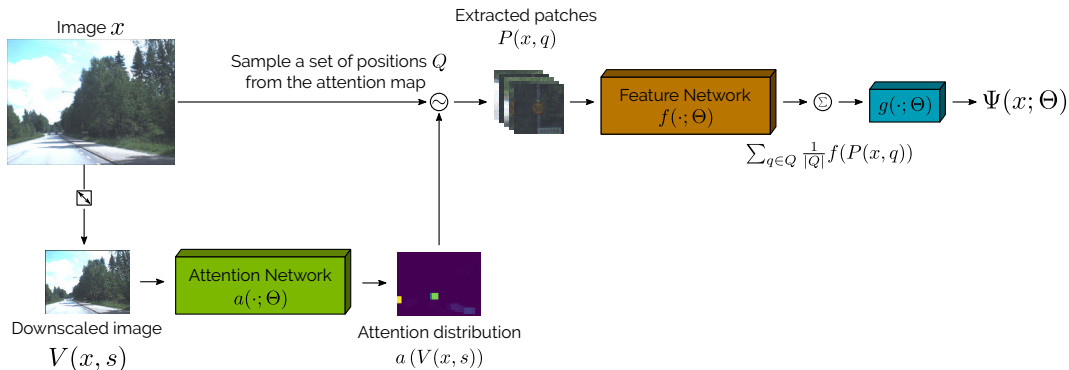 Image x
Sample a set of positions Q
from the attention map
Extracted patches
P(x, q)
Feature Network
f(·; Θ)
Σ
g(·; Θ)
Ψ(x; Θ)
∑_{q∈Q} \frac{1}{|Q|} f(P(x, q))
Attention Network
a(·; Θ)
Downscaled image
V(x, s)
Attention distribution
a (V(x, s))